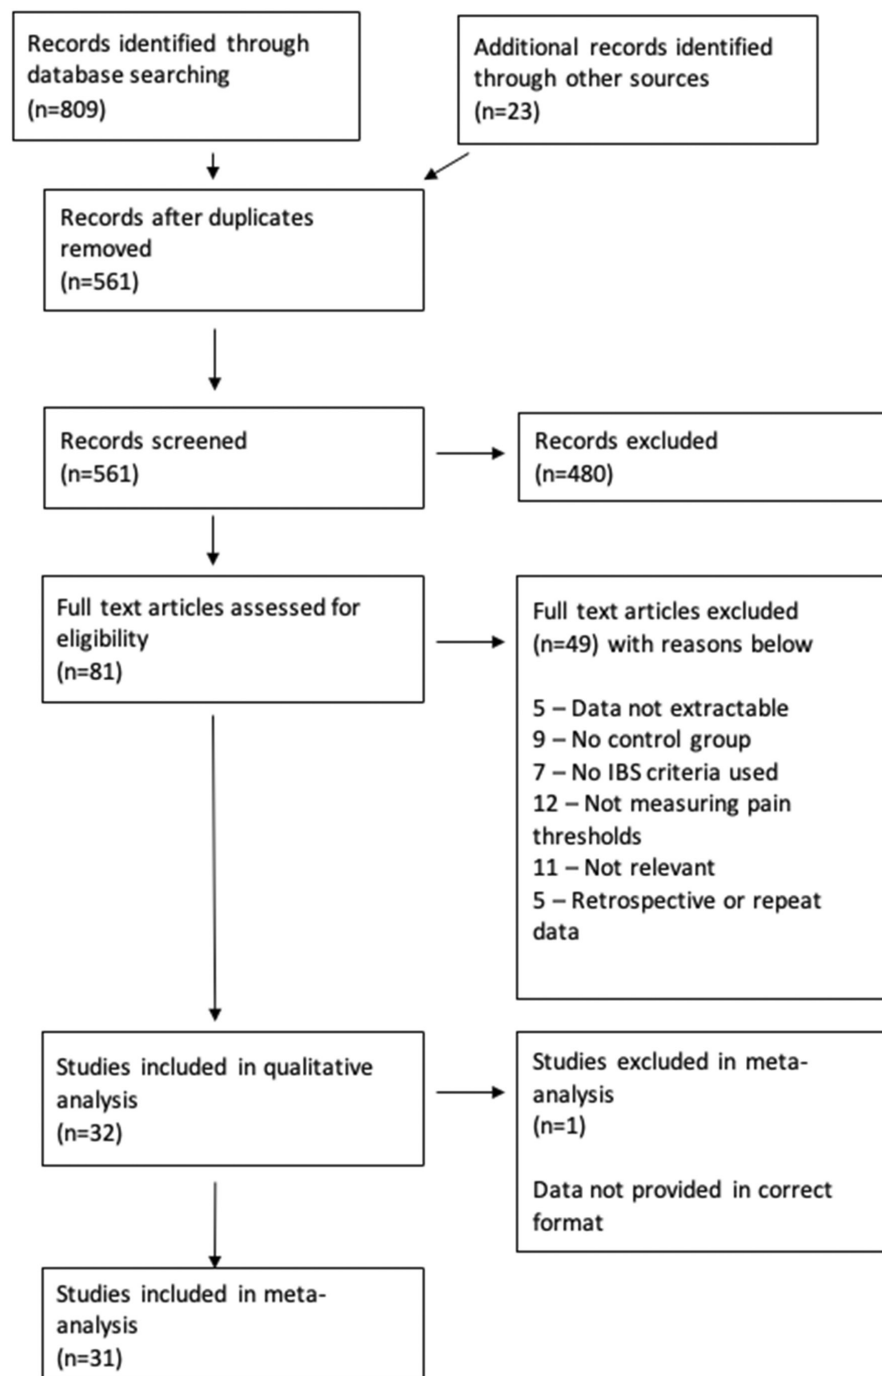 Records identified through
database searching
(n=809)
Additional records identified
through other sources
(n=23)
Records after duplicates
removed
(n=561)
Records screened
(n=561)
Records excluded
(n=480)
Full text articles assessed for
eligibility
(n=81)
Full text articles excluded
(n=49) with reasons below
5 – Data not extractable
9 – No control group
7 – No IBS criteria used
12 – Not measuring pain
thresholds
11 – Not relevant
5 – Retrospective or repeat
data
Studies included in qualitative
analysis
(n=32)
Studies excluded in meta-
analysis
(n=1)
Data not provided in correct
format
Studies included in meta-
analysis
(n=31)